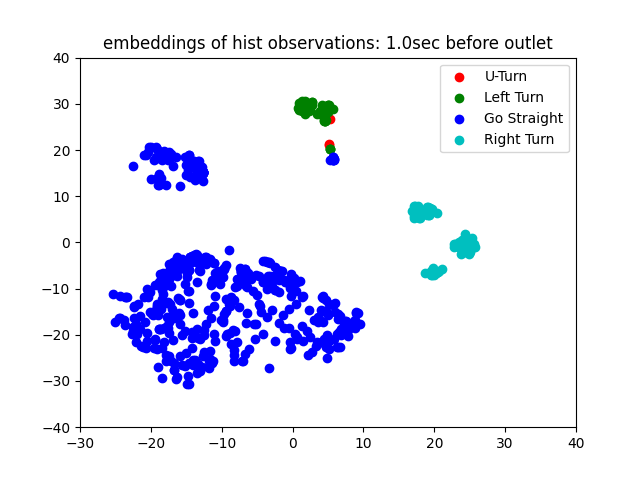 embeddings of hist observations: 1.0sec before outlet
U-Turn
Left Turn
Go Straight
Right Turn
40
30
20
10
0
−10
−20
−30
−40
−30 −20 −10 0 10 20 30 40